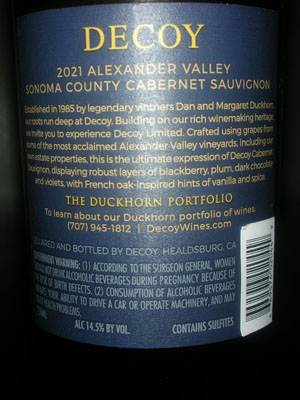 DECOY
2021 ALEXANDER VALLEY
SONOMA COUNTY CABERNET SAUVIGNON
Established in 1985 by legendary vintners Dan and Margaret Duckhorn,
our roots run deep at Decoy. Building on our rich winemaking heritage,
we invite you to experience Decoy Limited. Crafted using grapes from
some of the most acclaimed Alexander Valley vineyards, including our
own estate properties, this is the ultimate expression of Decoy Cabernet
Sauvignon, displaying robust layers of blackberry, plum, dark chocolate
and violets, with French oak-inspired hints of vanilla and spice.
THE DUCKHORN PORTFOLIO
To learn about our Duckhorn portfolio of wines:
(707) 945-1812 | DecoyWines.com
CELLARED AND BOTTLED BY DECOY, HEALDSBURG, CA
GOVERNMENT WARNING: (1) ACCORDING TO THE SURGEON GENERAL, WOMEN
SHOULD NOT DRINK ALCOHOLIC BEVERAGES DURING PREGNANCY BECAUSE OF
THE RISK OF BIRTH DEFECTS. (2) CONSUMPTION OF ALCOHOLIC BEVERAGES
IMPAIRS YOUR ABILITY TO DRIVE A CAR OR OPERATE MACHINERY, AND MAY
CAUSE HEALTH PROBLEMS.
750ML ALC 14.5% BY VOL. CONTAINS SULFITES